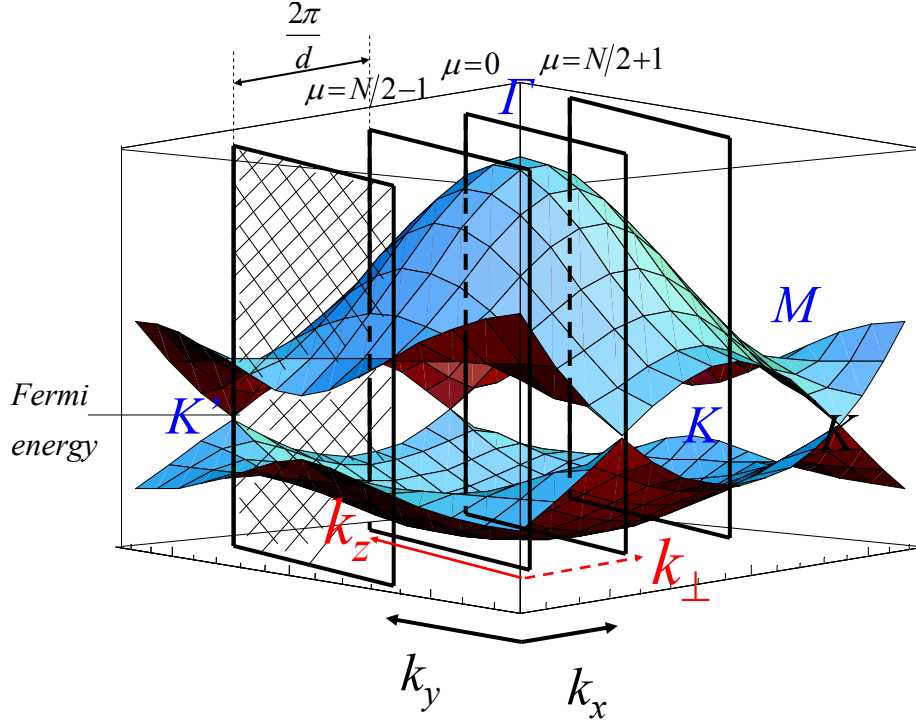 2π
d
μ=N/2−1
μ=0
μ=N/2+1
Γ
M
Fermi
energy
K'
K
K
k_z
k_⊥
k_y
k_x